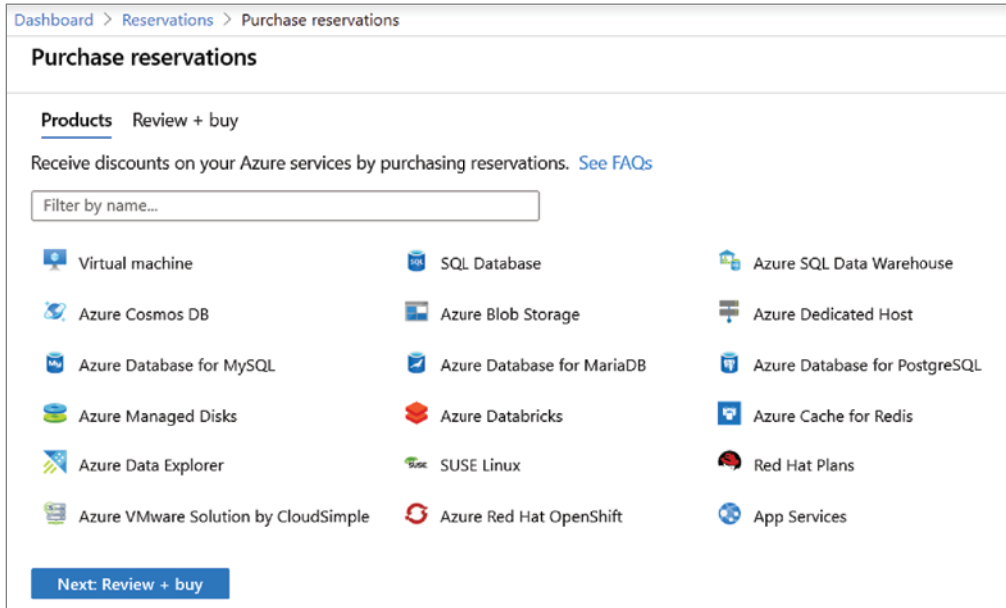 Dashboard > Reservations > Purchase reservations
Purchase reservations
Products Review + buy
Receive discounts on your Azure services by purchasing reservations. See FAQs
Filter by name...
Virtual machine SQL SQL Database Azure SQL Data Warehouse
Azure Cosmos DB Azure Blob Storage Azure Dedicated Host
My Azure Database for MySQL Azure Database for MariaDB Azure Database for PostgreSQL
Azure Managed Disks Azure Databricks Azure Cache for Redis
Azure Data Explorer SUSE SUSE Linux Red Hat Plans
Azure VMware Solution by CloudSimple Azure Red Hat OpenShift App Services
Next: Review + buy